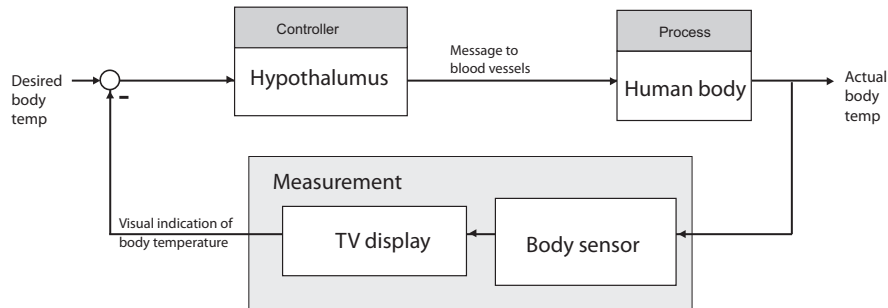 Controller
Process
Desired
body
temp
Hypothalumus
Message to
blood vessels
Human body
Actual
body
temp
-
Measurement
Visual indication of
body temperature
TV display
Body sensor